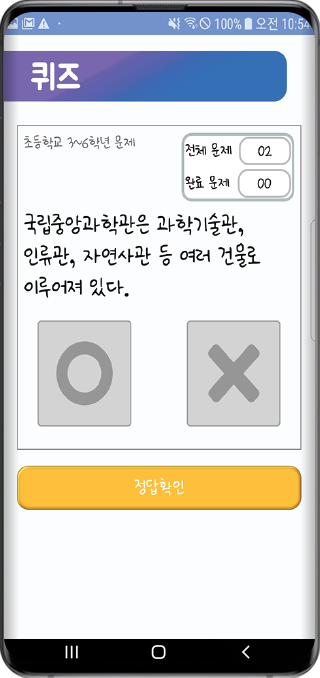 100% 오전 10:54
퀴즈
초등학교 3~6학년 문제
전체 문제 02
완료 문제 00
국립중앙과학관은 과학기술관,
인류관, 자연사관 등 여러 건물로
이루어져 있다.
O X
정답확인